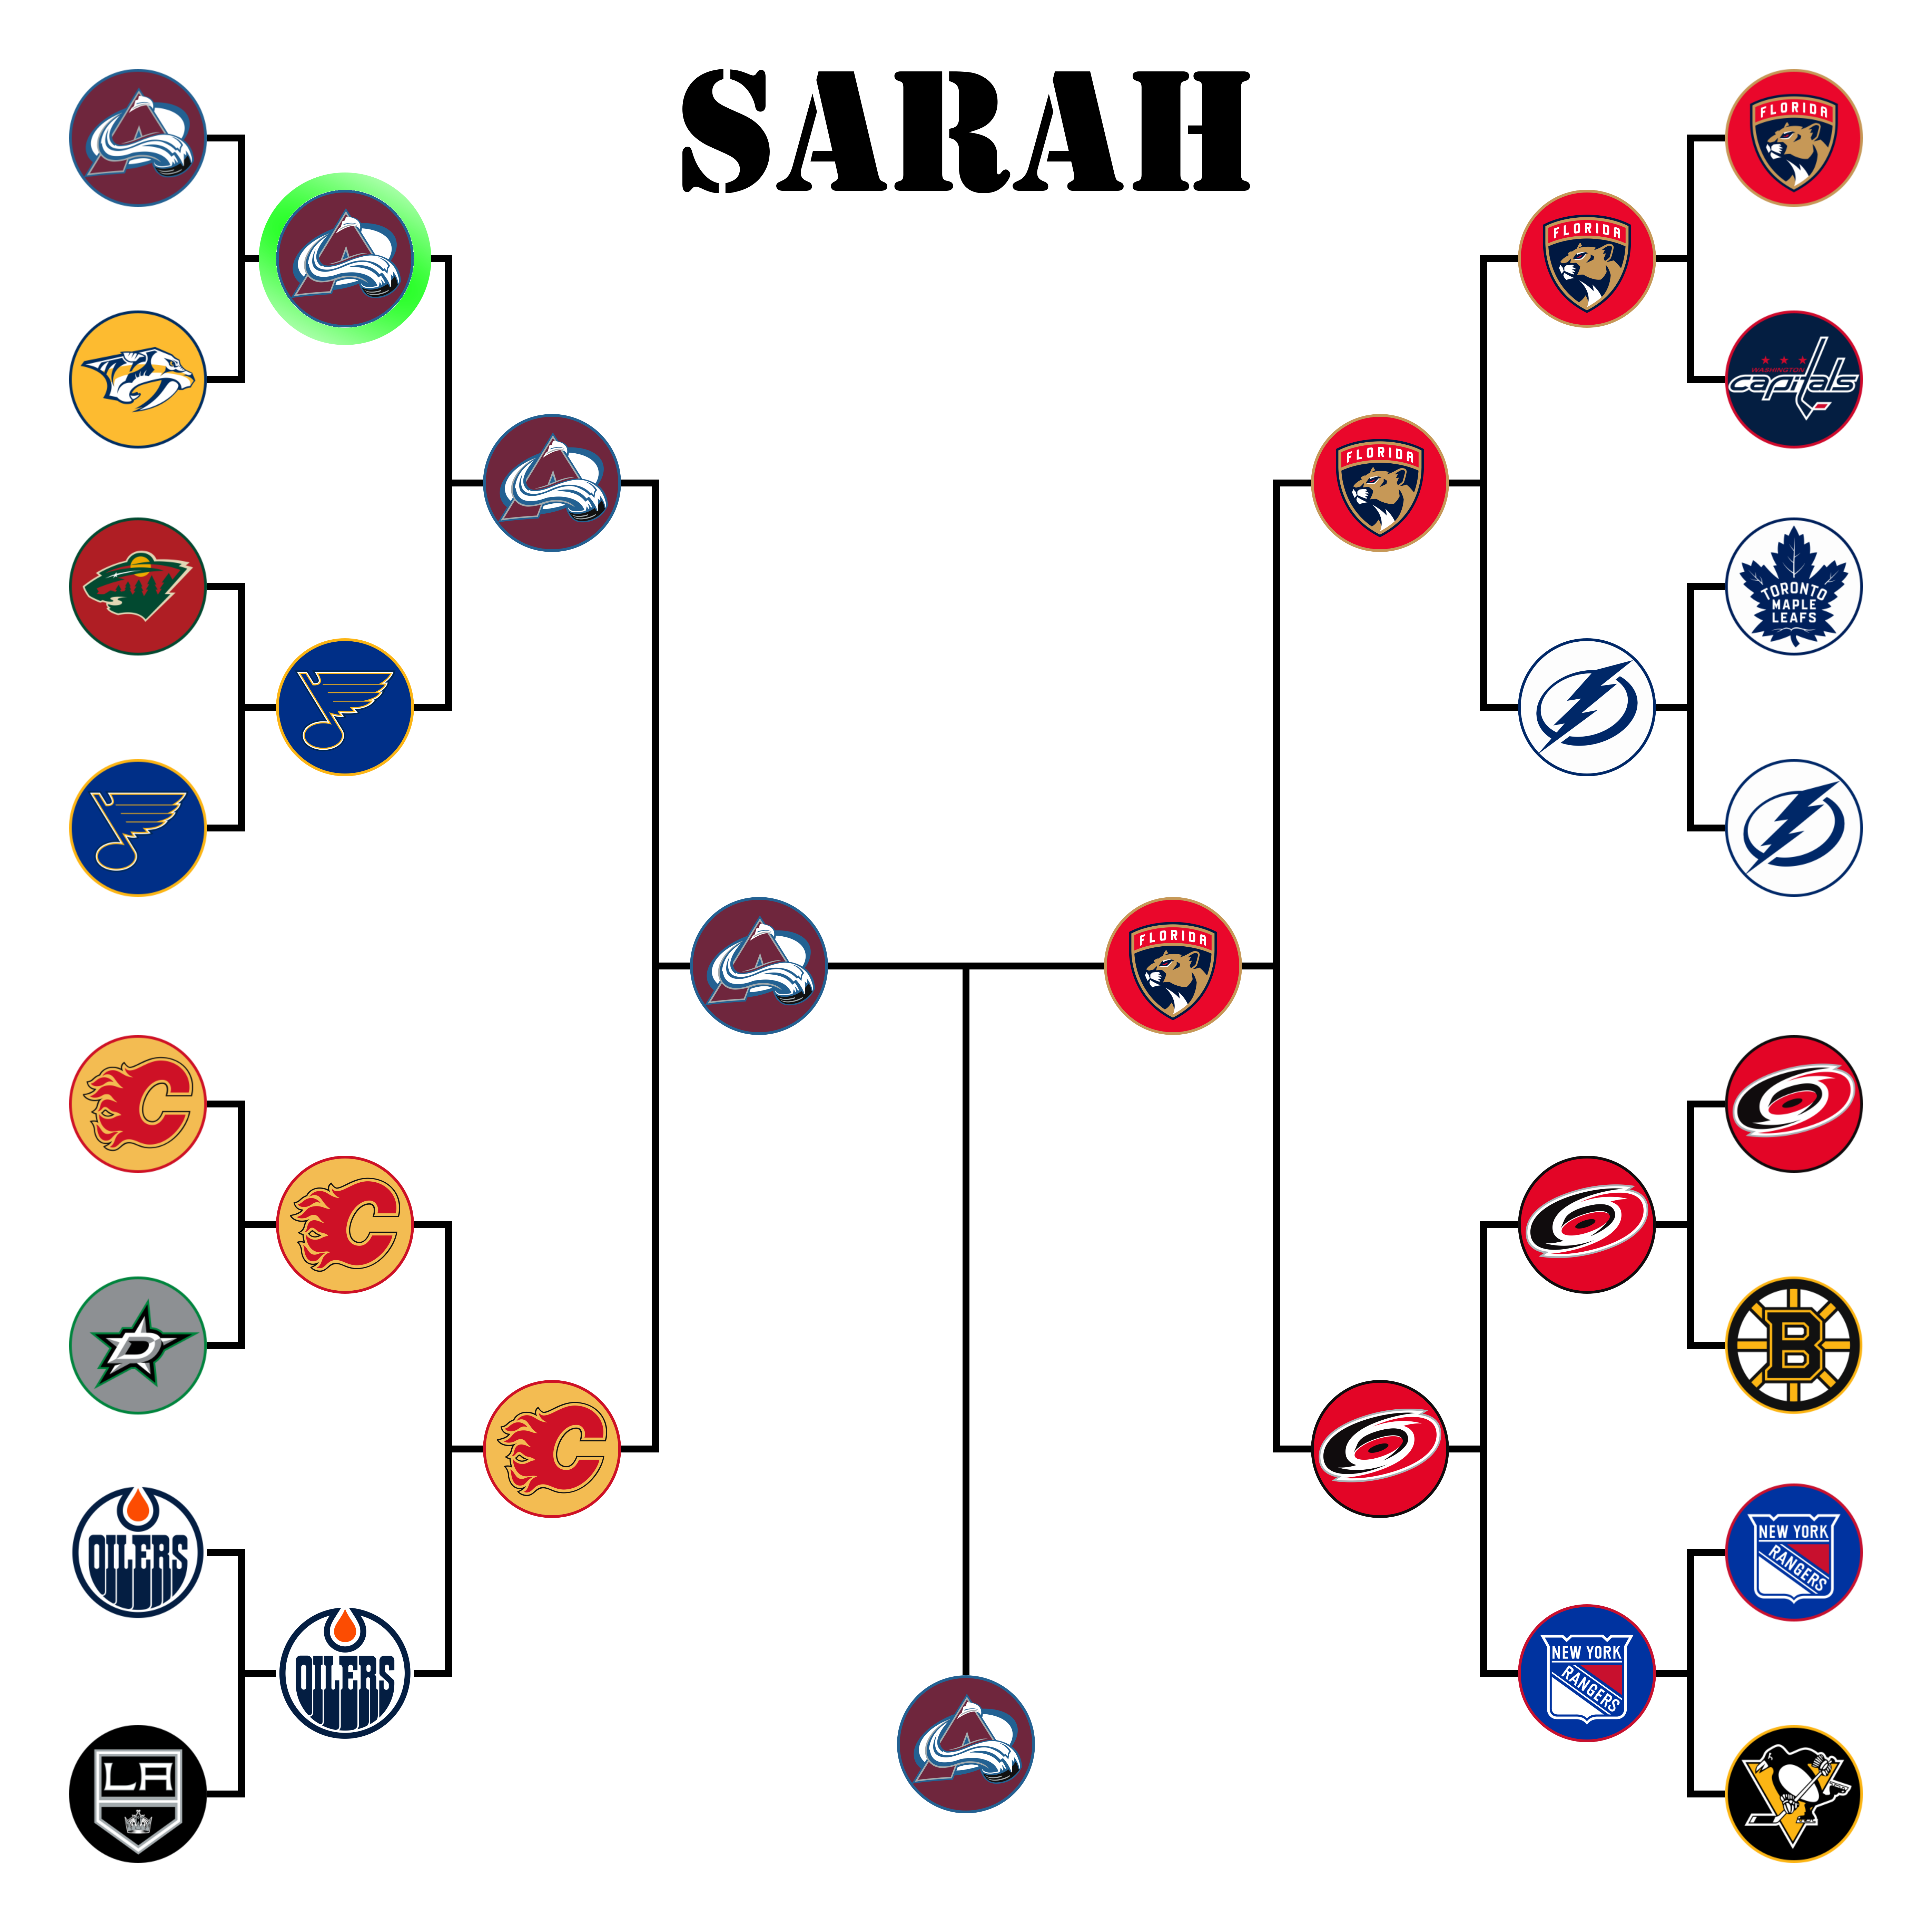 SARAH
FLORIDA
FLORIDA
WASHINGTON
capitals
FLORIDA
TORONTO
MAPLE
LEAFS
FLORIDA
C
C
B
D
C
OILERS
NEW YORK
RANGERS
OILERS
NEW YORK
RANGERS
LA